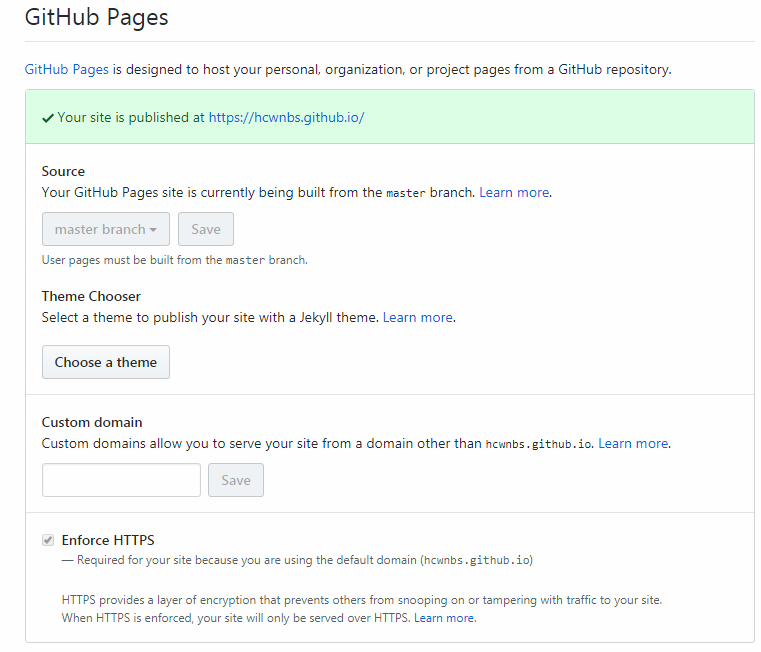 GitHub Pages
GitHub Pages is designed to host your personal, organization, or project pages from a GitHub repository.
Your site is published at https://hcwnbs.github.io/
Source
Your GitHub Pages site is currently being built from the master branch. Learn more.
master branch
Save
User pages must be built from the master branch.
Theme Chooser
Select a theme to publish your site with a Jekyll theme. Learn more.
Choose a theme
Custom domain
Custom domains allow you to serve your site from a domain other than hcwnbs.github.io. Learn more.
Save
Enforce HTTPS
— Required for your site because you are using the default domain (hcwnbs.github.io)
HTTPS provides a layer of encryption that prevents others from snooping on or tampering with traffic to your site.
When HTTPS is enforced, your site will only be served over HTTPS. Learn more.